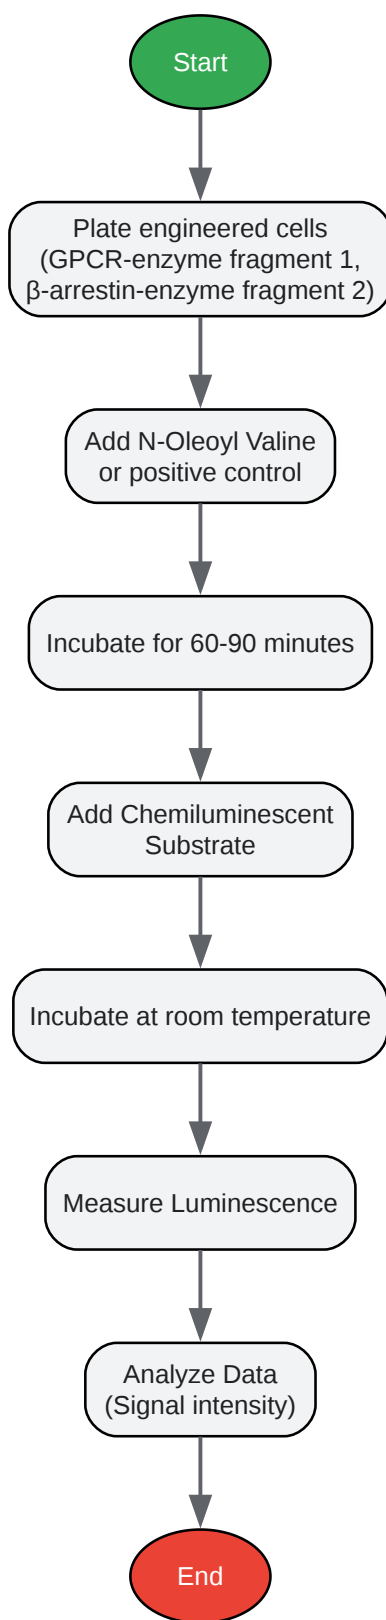 Start
Plate engineered cells
(GPCR-enzyme fragment 1,
β-arrestin-enzyme fragment 2)
Add N-Oleoyl Valine
or positive control
Incubate for 60-90 minutes
Add Chemiluminescent
Substrate
Incubate at room temperature
Measure Luminescence
Analyze Data
(Signal intensity)
End